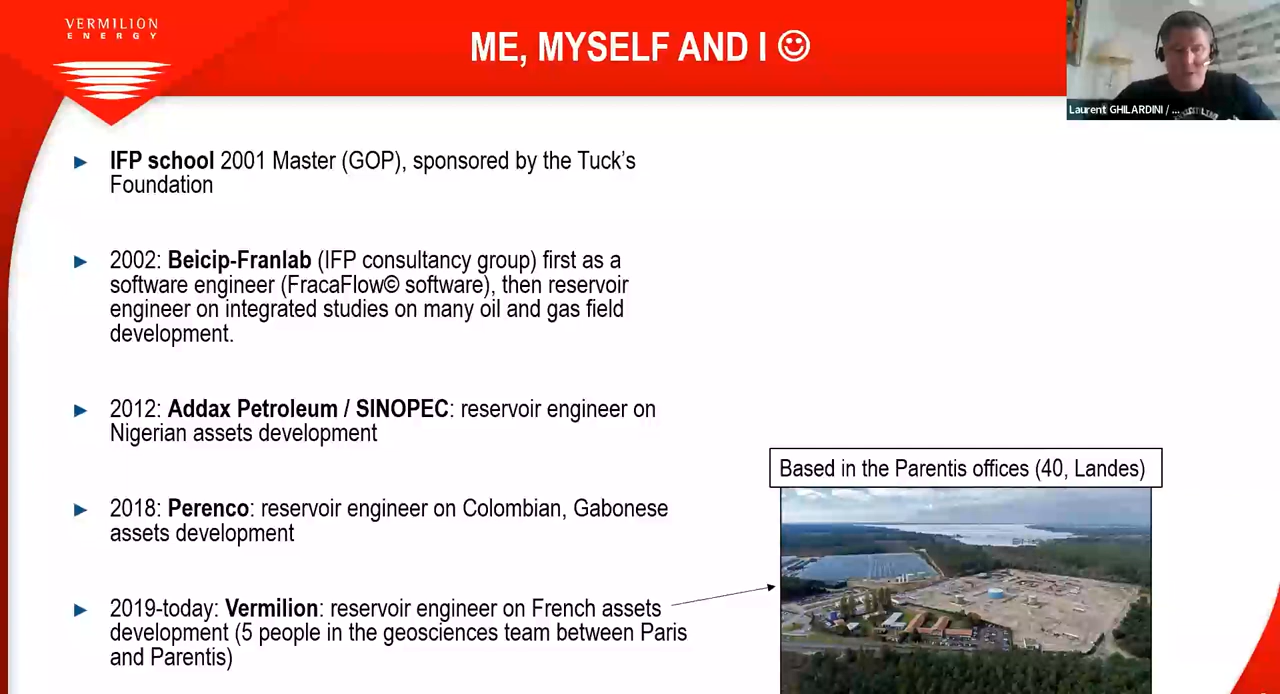 VERMILION
ENERGY
ME, MYSELF AND I ☺
Laurent GHILARDINI / ...
► IFP school 2001 Master (GOP), sponsored by the Tuck’s
Foundation
► 2002: Beicip-Franlab (IFP consultancy group) first as a
software engineer (FracaFlow© software), then reservoir
engineer on integrated studies on many oil and gas field
development.
► 2012: Addax Petroleum / SINOPEC: reservoir engineer on
Nigerian assets development
► 2018: Perenco: reservoir engineer on Colombian, Gabonese
assets development
► 2019-today: Vermilion: reservoir engineer on French assets
development (5 people in the geosciences team between Paris
and Parentis)
Based in the Parentis offices (40, Landes)